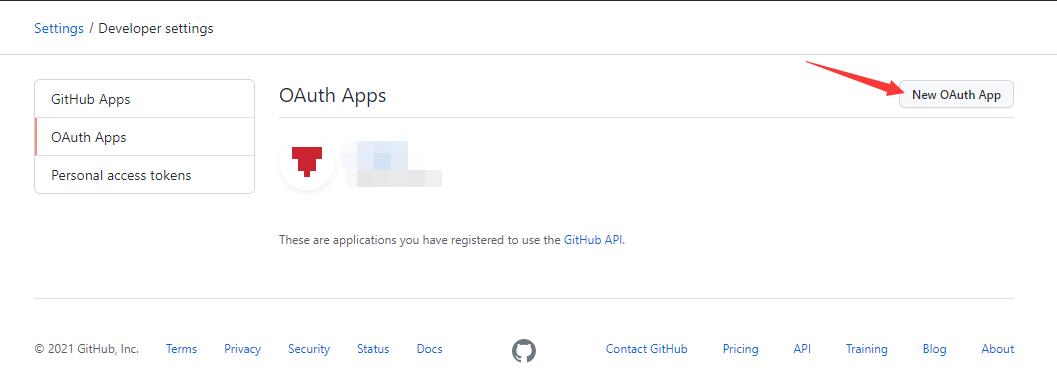 Settings / Developer settings
GitHub Apps
OAuth Apps
Personal access tokens
OAuth Apps
New OAuth App
These are applications you have registered to use the GitHub API.
© 2021 GitHub, Inc. Terms Privacy Security Status Docs Contact GitHub Pricing API Training Blog About